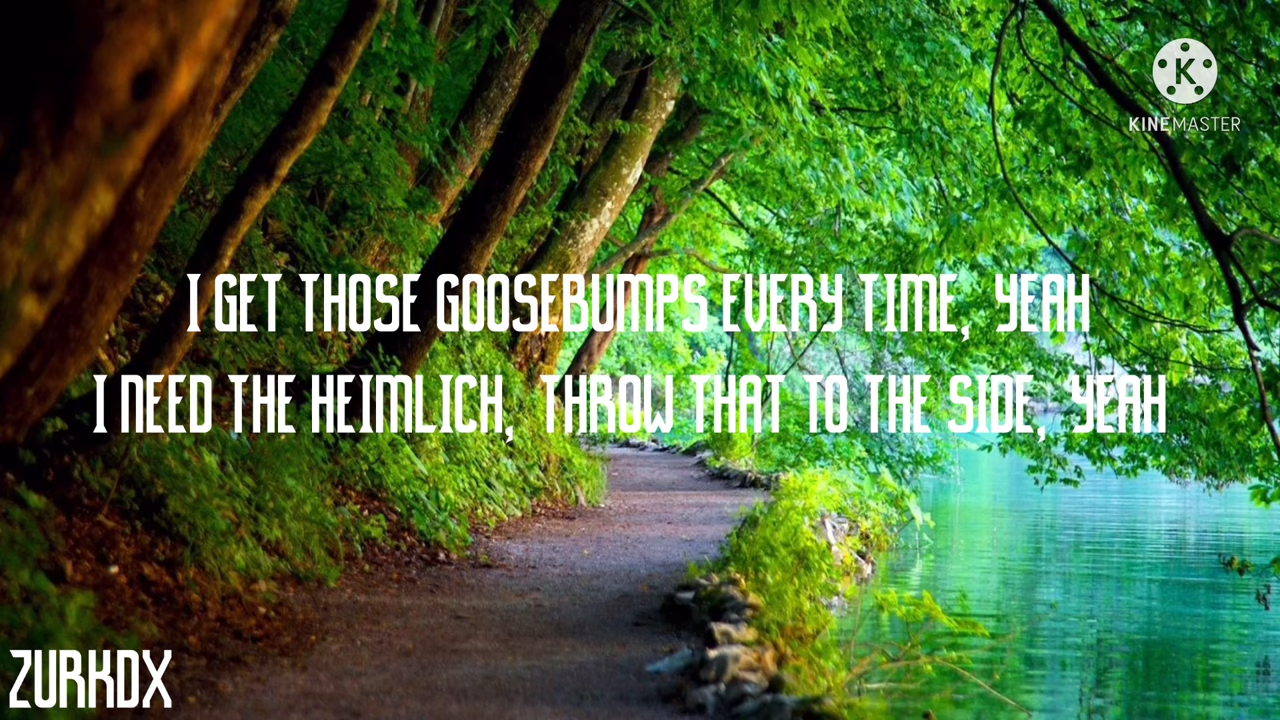 K
KINEMASTER
I GET THOSE GOOSEBUMPS EVERY TIME, YEAH
I NEED THE HEIMLICH, THROW THAT TO THE SIDE, YEAH
ZURKDX